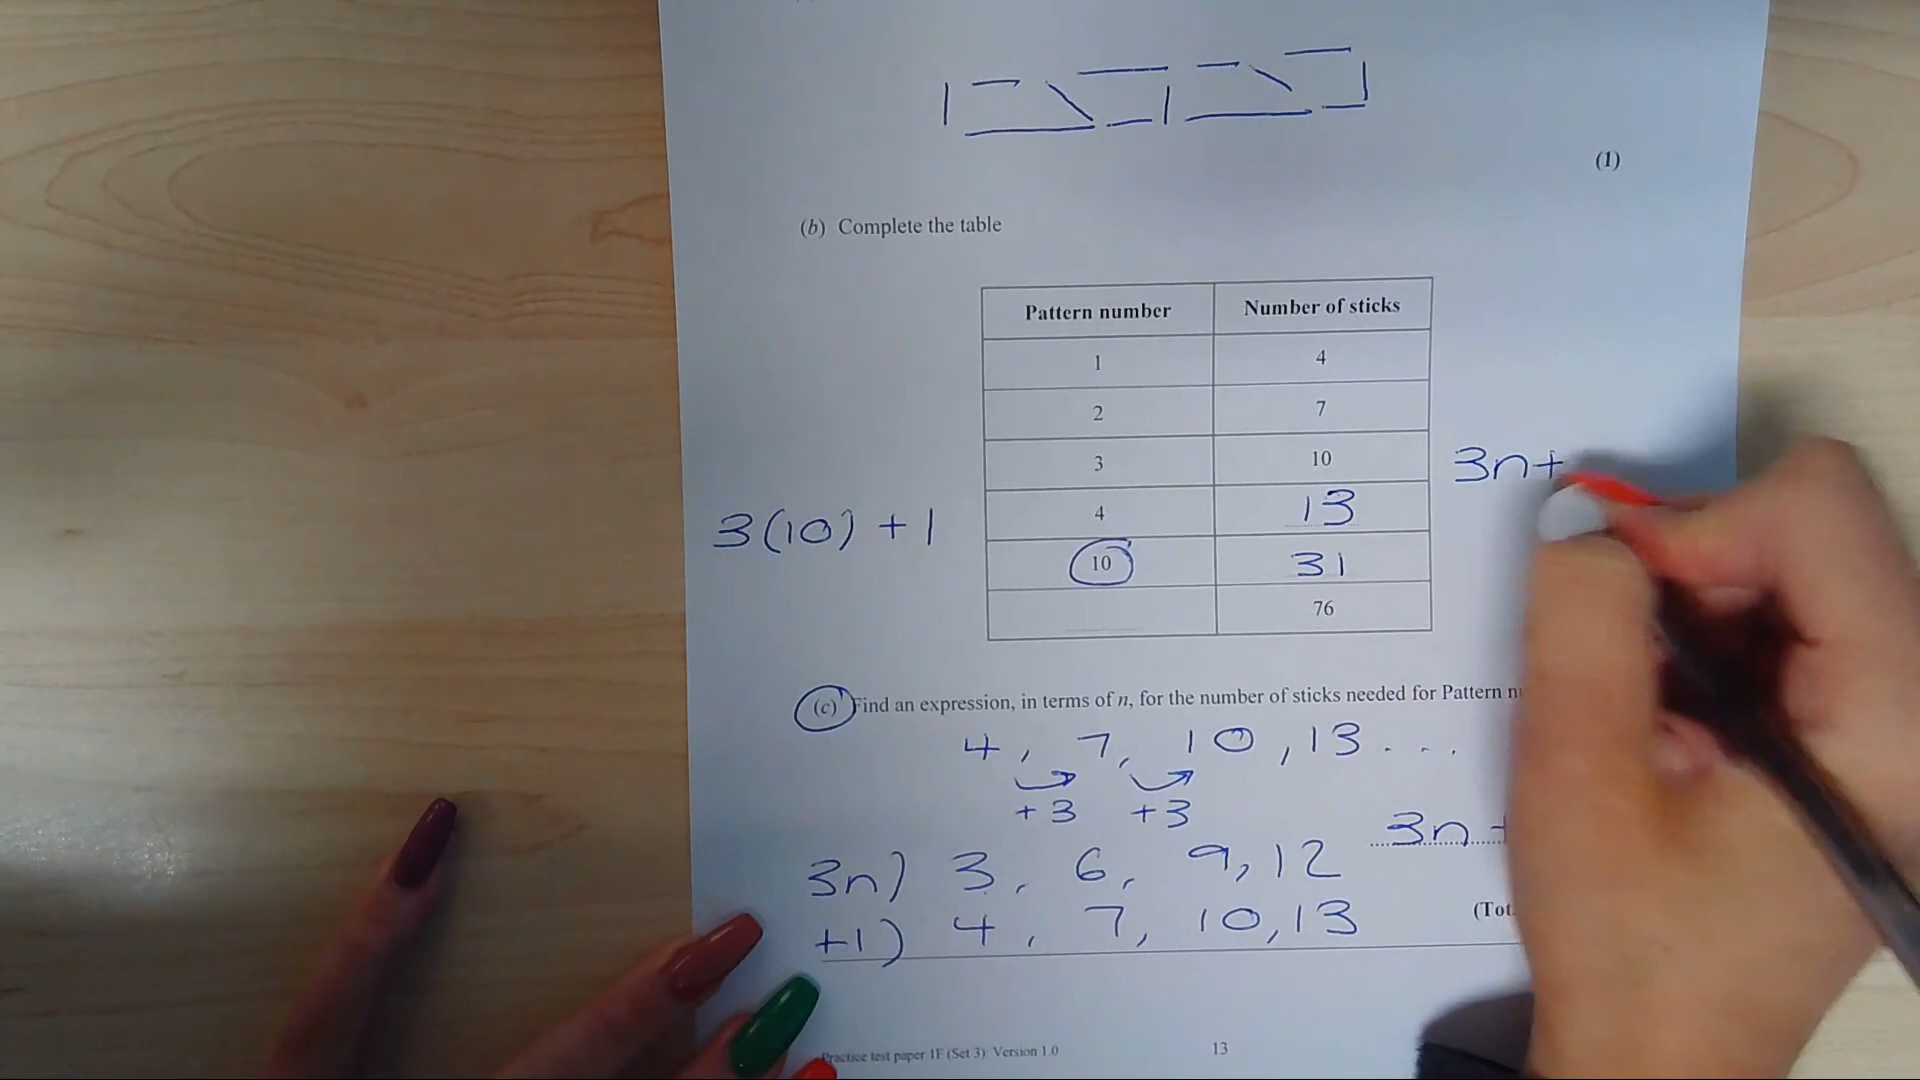 (1)
(b) Complete the table
Pattern number Number of sticks
1 4
2 7
3 10
3n+
4 13
3(10) + 1
10 31
76
(c) Find an expression, in terms of n, for the number of sticks needed for Pattern
4, 7, 10, 13 . . .
+3 +3
3n +
3n) 3, 6, 9, 12
+1) 4, 7, 10, 13
Practice test paper 1F (Set 3): Version 1.0 13